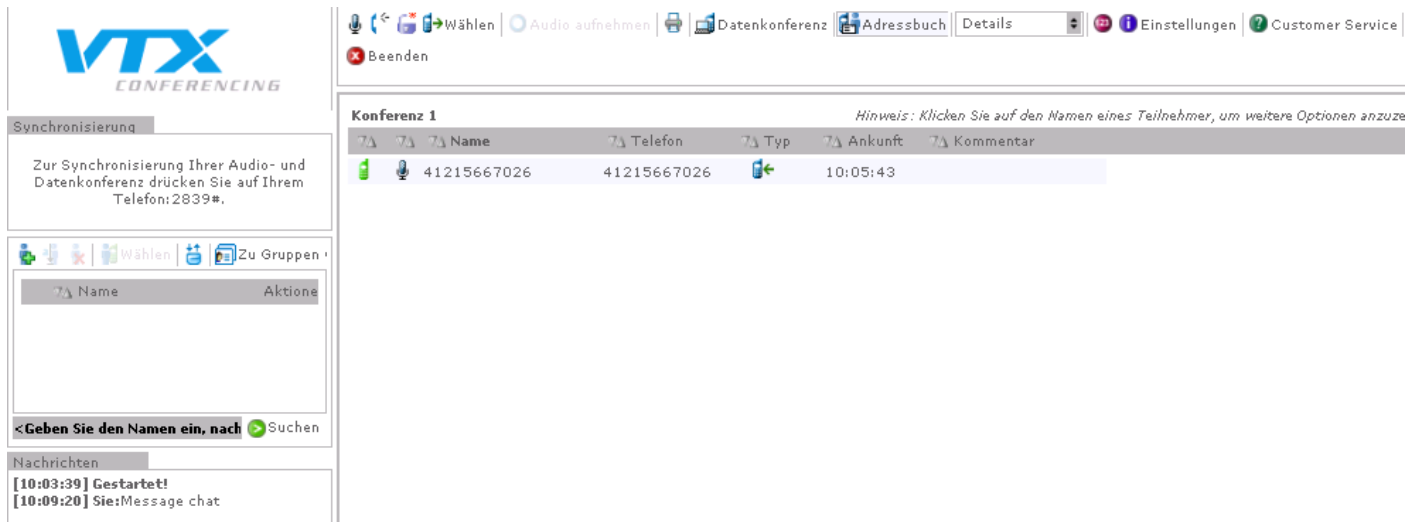 VTX
CONFERENCING
Wählen Audio aufnehmen Datenkonferenz Adressbuch Details Einstellungen Customer Service
Beenden
Synchronisierung
Zur Synchronisierung Ihrer Audio- und
Datenkonferenz drücken Sie auf Ihrem
Telefon:2839#.
Wählen Zu Gruppen
Name Aktione
<Geben Sie den Namen ein, nach Suchen
Nachrichten
[10:03:39] Gestartet!
[10:09:20] Sie:Message chat
Konferenz 1 Hinweis: Klicken Sie auf den Namen eines Teilnehmer, um weitere Optionen anzuze
Name Telefon Typ Ankunft Kommentar
41215667026 41215667026 10:05:43